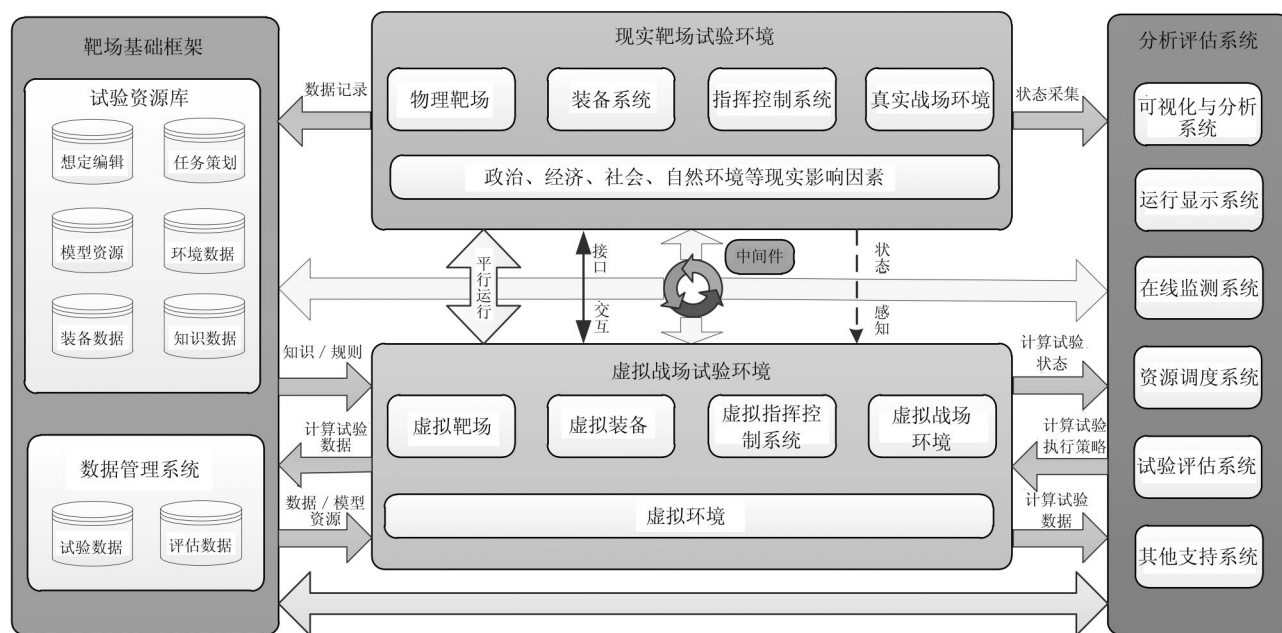 靶场基础框架
试验资源库
想定编辑
任务策划
模型资源
环境数据
装备数据
知识数据
数据管理系统
试验数据
评估数据
数据记录
知识／规则
计算试验
数据
数据／模型
资源
现实靶场试验环境
物理靶场
装备系统
指挥控制系统
真实战场环境
政治、经济、社会、自然环境等现实影响因素
平行运行
接口
交互
中间件
状态
感知
虚拟战场试验环境
虚拟靶场
虚拟装备
虚拟指挥控
制系统
虚拟战场
环境
虚拟环境
状态采集
计算试验
状态
计算试验
执行策略
计算试验
数据
分析评估系统
可视化与分析
系统
运行显示系统
在线监测系统
资源调度系统
试验评估系统
其他支持系统